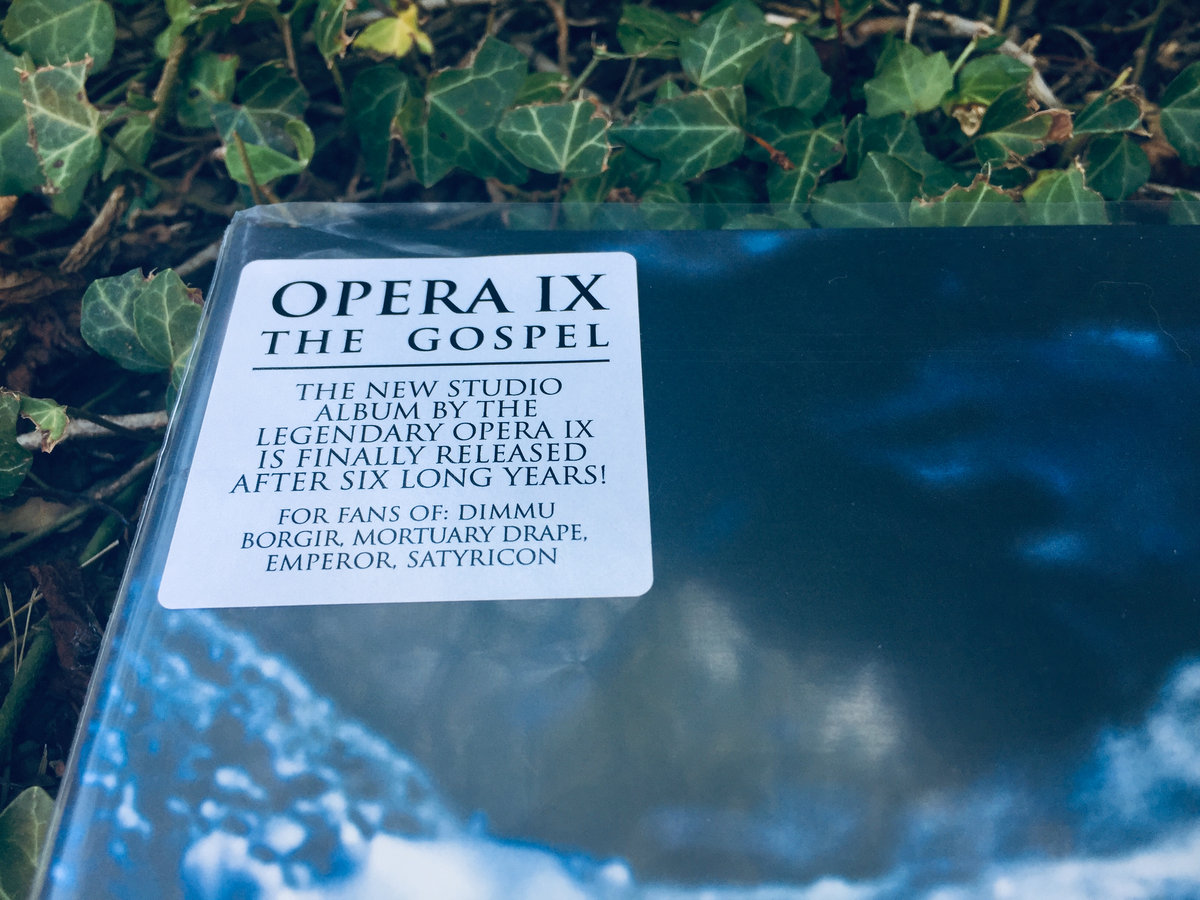 OPERA IX
THE GOSPEL
THE NEW STUDIO
ALBUM BY THE
LEGENDARY OPERA IX
IS FINALLY RELEASED
AFTER SIX LONG YEARS!
FOR FANS OF: DIMMU
BORGIR, MORTUARY DRAPE,
EMPEROR, SATYRICON